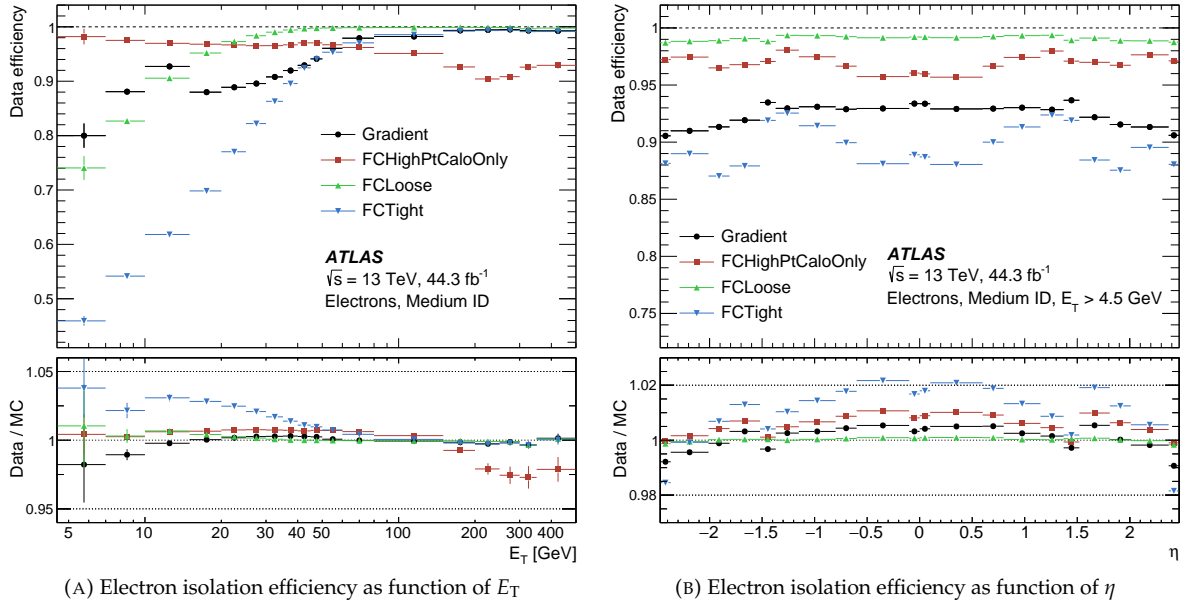 Data efficiency
1
0.9
0.8
0.7
0.6
0.5
Gradient
FCHighPtCaloOnly
FCLoose
FCTight
ATLAS
√s = 13 TeV, 44.3 fb⁻¹
Electrons, Medium ID
Data / MC
1.05
1
0.95
5 10 20 30 40 50 100 200 300 400
E_T [GeV]
(A) Electron isolation efficiency as function of E_T
Data efficiency
1
0.95
0.9
0.85
0.8
0.75
Gradient
FCHighPtCaloOnly
FCLoose
FCTight
ATLAS
√s = 13 TeV, 44.3 fb⁻¹
Electrons, Medium ID, E_T > 4.5 GeV
Data / MC
1.02
1
0.98
−2 −1.5 −1 −0.5 0 0.5 1 1.5 2
η
(B) Electron isolation efficiency as function of η